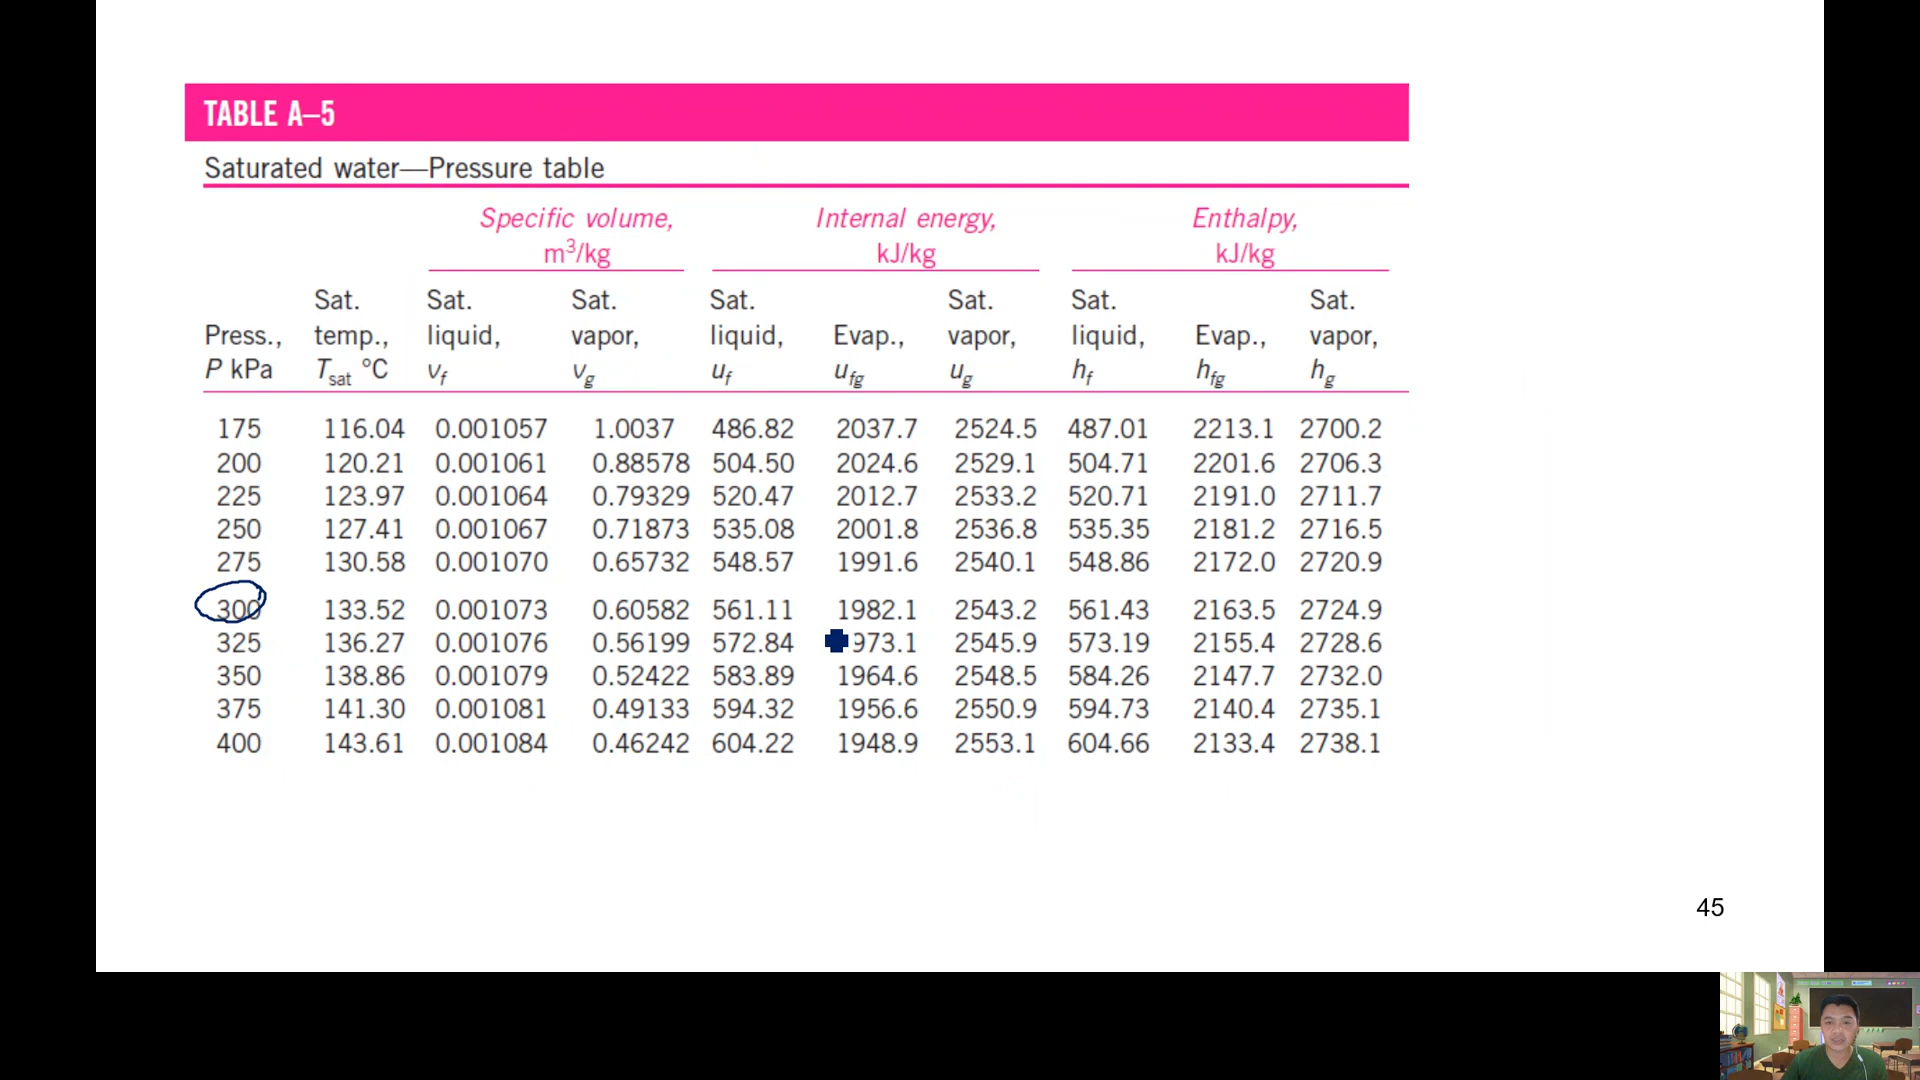 TABLE A–5
Saturated water—Pressure table
Specific volume, Internal energy, Enthalpy,
m³/kg kJ/kg kJ/kg
Sat. Sat. Sat. Sat. Sat. Sat. Sat.
Press., temp., liquid, vapor, liquid, Evap., vapor, liquid, Evap., vapor,
P kPa Tsat °C vf vg uf ufg ug hf hfg hg
175 116.04 0.001057 1.0037 486.82 2037.7 2524.5 487.01 2213.1 2700.2
200 120.21 0.001061 0.88578 504.50 2024.6 2529.1 504.71 2201.6 2706.3
225 123.97 0.001064 0.79329 520.47 2012.7 2533.2 520.71 2191.0 2711.7
250 127.41 0.001067 0.71873 535.08 2001.8 2536.8 535.35 2181.2 2716.5
275 130.58 0.001070 0.65732 548.57 1991.6 2540.1 548.86 2172.0 2720.9
300 133.52 0.001073 0.60582 561.11 1982.1 2543.2 561.43 2163.5 2724.9
325 136.27 0.001076 0.56199 572.84 973.1 2545.9 573.19 2155.4 2728.6
350 138.86 0.001079 0.52422 583.89 1964.6 2548.5 584.26 2147.7 2732.0
375 141.30 0.001081 0.49133 594.32 1956.6 2550.9 594.73 2140.4 2735.1
400 143.61 0.001084 0.46242 604.22 1948.9 2553.1 604.66 2133.4 2738.1
45